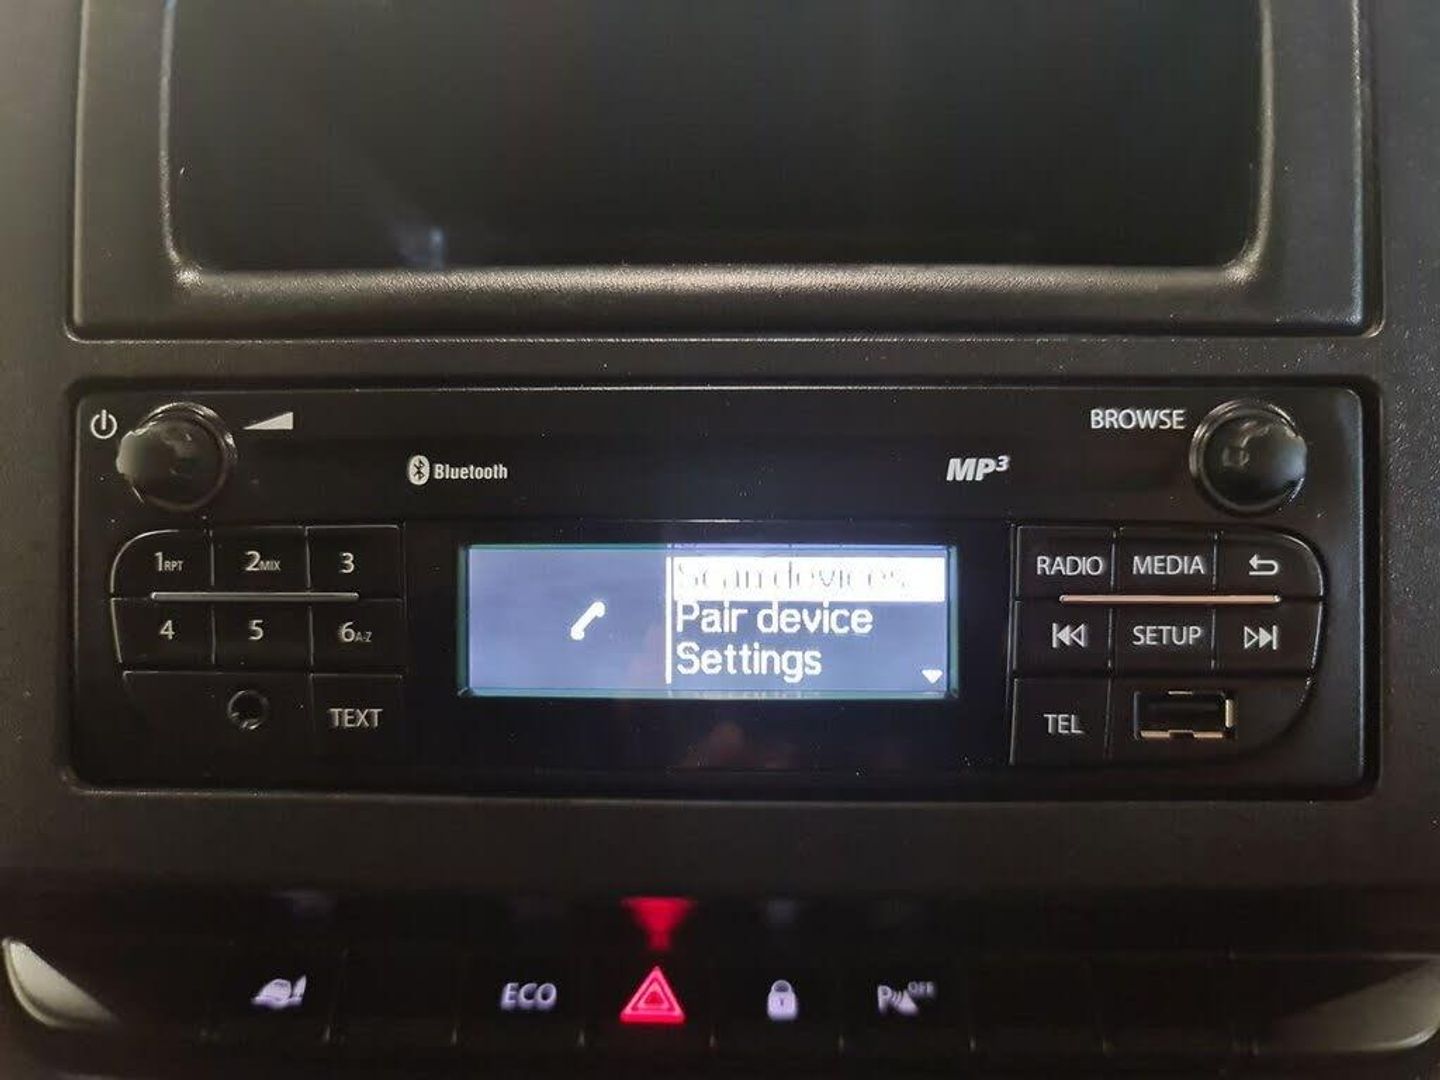 BROWSE
Bluetooth
MP3
1RPT
2MIX
3
Scan devices
RADIO
MEDIA
Pair device
4
5
6A-Z
SETUP
Settings
TEXT
TEL
ECO
P OFF